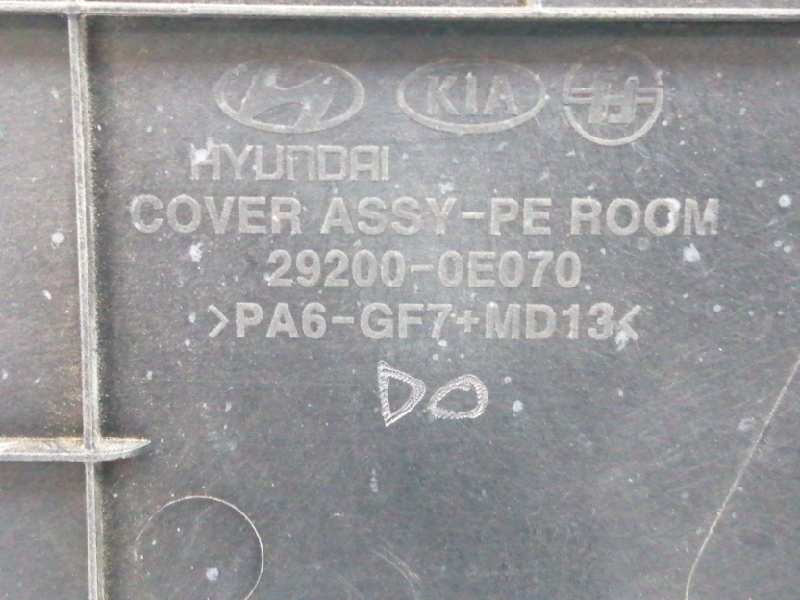 KIA
HYUNDAI
COVER ASSY-PE ROOM
29200-0E070
>PA6-GF7+MD13<
DO